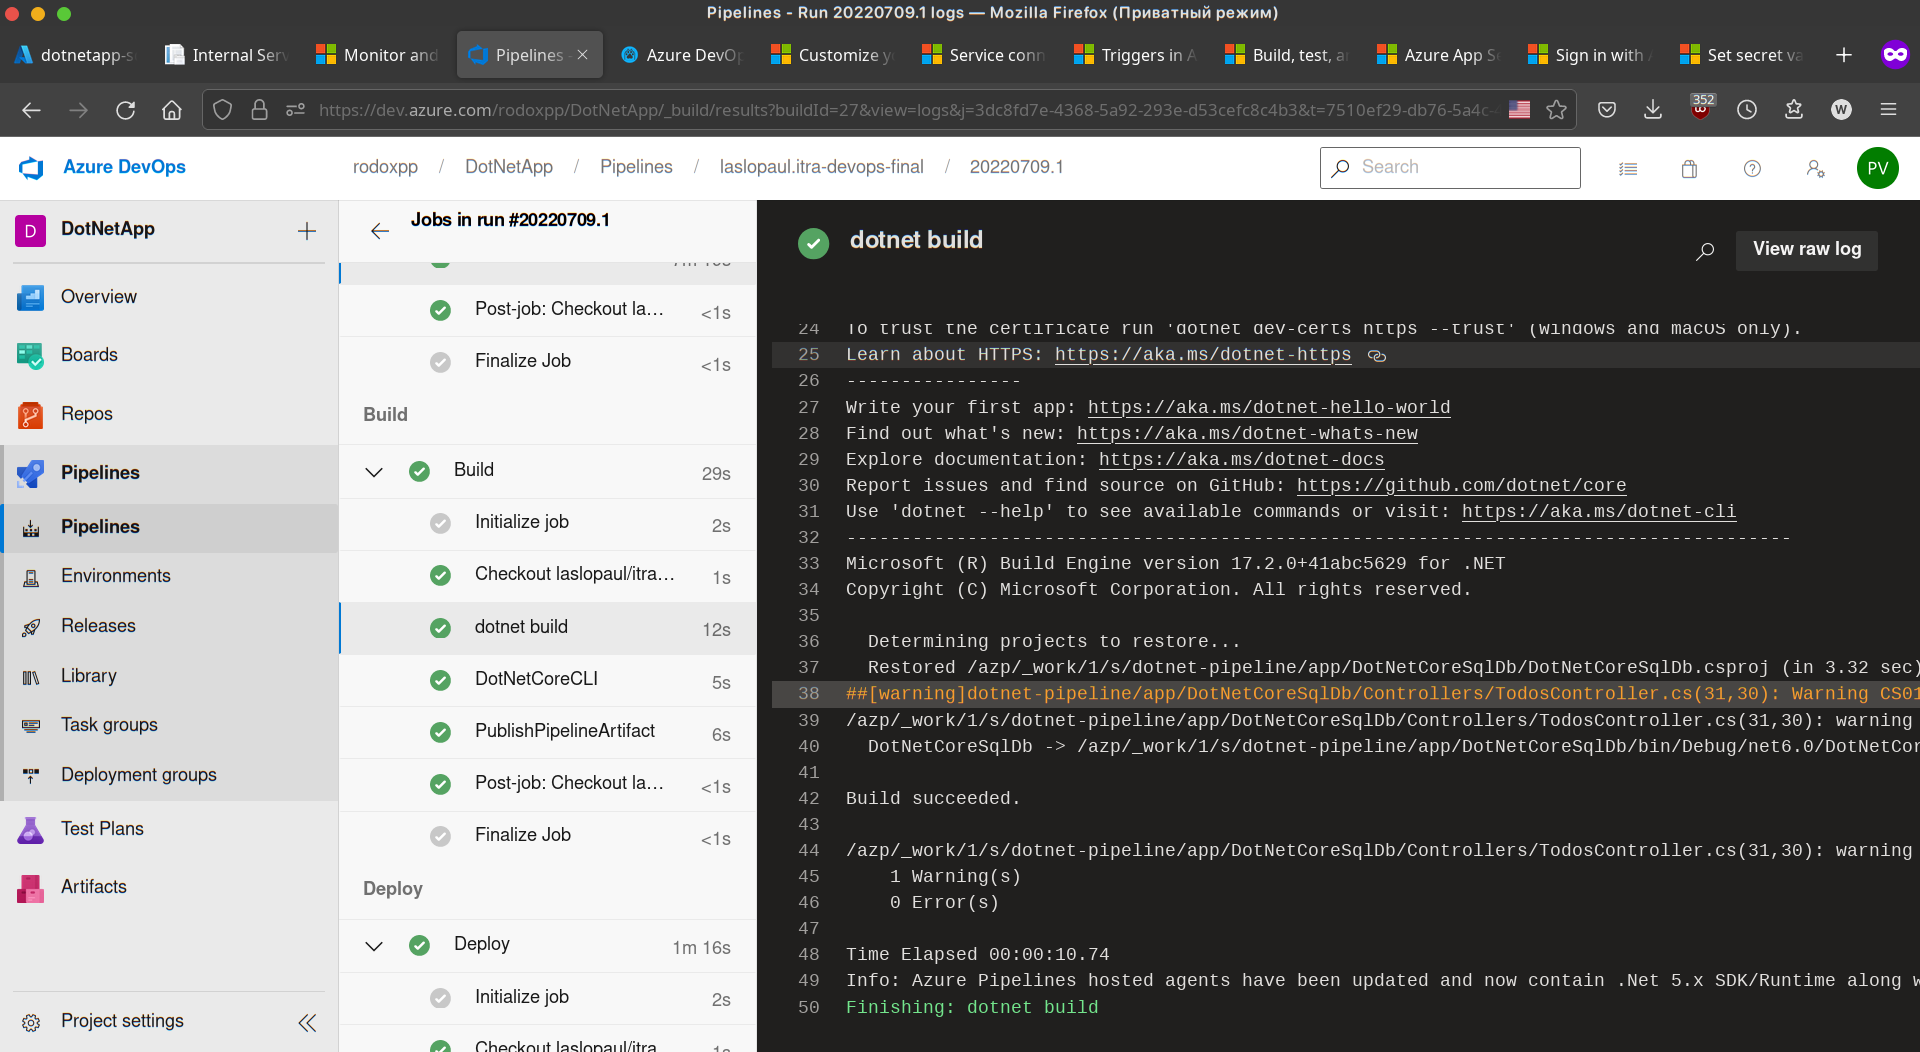 Pipelines - Run 20220709.1 logs — Mozilla Firefox (Приватный режим)
dotnetapp-s
Internal Serv
Monitor and
Pipelines -
Azure DevOp
Customize y
Service conn
Triggers in A
Build, test, a
Azure App Se
Sign in with
Set secret va
https://dev.azure.com/rodoxpp/DotNetApp/_build/results?buildId=27&view=logs&j=3dc8fd7e-4368-5a92-293e-d53cefc8c4b3&t=7510ef29-db76-5a4c-
352
W
Azure DevOps
rodoxpp / DotNetApp / Pipelines / laslopaul.itra-devops-final / 20220709.1
Search
PV
D DotNetApp
Overview
Boards
Repos
Pipelines
Pipelines
Environments
Releases
Library
Task groups
Deployment groups
Test Plans
Artifacts
Project settings
Jobs in run #20220709.1
Post-job: Checkout la... <1s
Finalize Job <1s
Build
Build 29s
Initialize job 2s
Checkout laslopaul/itra... 1s
dotnet build 12s
DotNetCoreCLI 5s
PublishPipelineArtifact 6s
Post-job: Checkout la... <1s
Finalize Job <1s
Deploy
Deploy 1m 16s
Initialize job 2s
Checkout laslopaul/itra 1s
dotnet build
View raw log
24 To trust the certificate run 'dotnet dev-certs https --trust' (Windows and macOS only).
25 Learn about HTTPS: https://aka.ms/dotnet-https
26 ----------------
27 Write your first app: https://aka.ms/dotnet-hello-world
28 Find out what's new: https://aka.ms/dotnet-whats-new
29 Explore documentation: https://aka.ms/dotnet-docs
30 Report issues and find source on GitHub: https://github.com/dotnet/core
31 Use 'dotnet --help' to see available commands or visit: https://aka.ms/dotnet-cli
32 --------------------------------------------------------------------------------------
33 Microsoft (R) Build Engine version 17.2.0+41abc5629 for .NET
34 Copyright (C) Microsoft Corporation. All rights reserved.
35
36 Determining projects to restore...
37 Restored /azp/_work/1/s/dotnet-pipeline/app/DotNetCoreSqlDb/DotNetCoreSqlDb.csproj (in 3.32 sec)
38 ##[warning]dotnet-pipeline/app/DotNetCoreSqlDb/Controllers/TodosController.cs(31,30): Warning CS01
39 /azp/_work/1/s/dotnet-pipeline/app/DotNetCoreSqlDb/Controllers/TodosController.cs(31,30): warning
40 DotNetCoreSqlDb -> /azp/_work/1/s/dotnet-pipeline/app/DotNetCoreSqlDb/bin/Debug/net6.0/DotNetCor
41
42 Build succeeded.
43
44 /azp/_work/1/s/dotnet-pipeline/app/DotNetCoreSqlDb/Controllers/TodosController.cs(31,30): warning
45 1 Warning(s)
46 0 Error(s)
47
48 Time Elapsed 00:00:10.74
49 Info: Azure Pipelines hosted agents have been updated and now contain .Net 5.x SDK/Runtime along w
50 Finishing: dotnet build